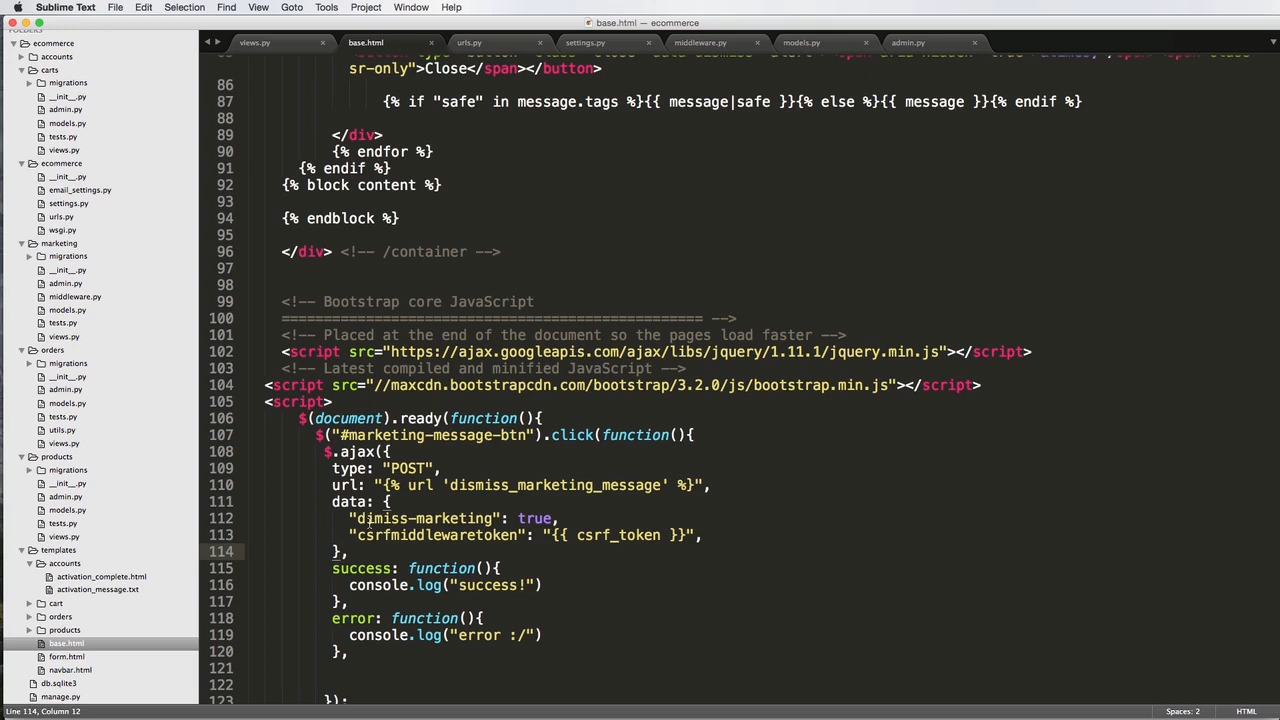 Sublime Text File Edit Selection Find View Goto Tools Project Window Help
base.html — ecommerce
FOLDERS
ecommerce
accounts
carts
migrations
__init__.py
admin.py
models.py
tests.py
views.py
ecommerce
__init__.py
email_settings.py
settings.py
urls.py
wsgi.py
marketing
migrations
__init__.py
admin.py
middleware.py
models.py
tests.py
views.py
orders
migrations
__init__.py
admin.py
models.py
tests.py
utils.py
views.py
products
migrations
__init__.py
admin.py
models.py
tests.py
views.py
templates
accounts
activation_complete.html
activation_message.txt
cart
orders
products
base.html
form.html
navbar.html
db.sqlite3
manage.py
views.py × base.html × urls.py × settings.py × middleware.py × models.py × admin.py ×
sr-only">Close</span></button>
86
87 {% if "safe" in message.tags %}{{ message|safe }}{% else %}{{ message }}{% endif %}
88
89 </div>
90 {% endfor %}
91 {% endif %}
92 {% block content %}
93
94 {% endblock %}
95
96 </div> <!-- /container -->
97
98
99 <!-- Bootstrap core JavaScript
100 ================================================== -->
101 <!-- Placed at the end of the document so the pages load faster -->
102 <script src="https://ajax.googleapis.com/ajax/libs/jquery/1.11.1/jquery.min.js"></script>
103 <!-- Latest compiled and minified JavaScript -->
104 <script src="//maxcdn.bootstrapcdn.com/bootstrap/3.2.0/js/bootstrap.min.js"></script>
105 <script>
106 $(document).ready(function(){
107 $("#marketing-message-btn").click(function(){
108 $.ajax({
109 type: "POST",
110 url: "{% url 'dismiss_marketing_message' %}",
111 data: {
112 "dimiss-marketing": true,
113 "csrfmiddlewaretoken": "{{ csrf_token }}",
114 },
115 success: function(){
116 console.log("success!")
117 },
118 error: function(){
119 console.log("error :/")
120 },
121
122
123 });
Line 114, Column 12 Spaces: 2 HTML